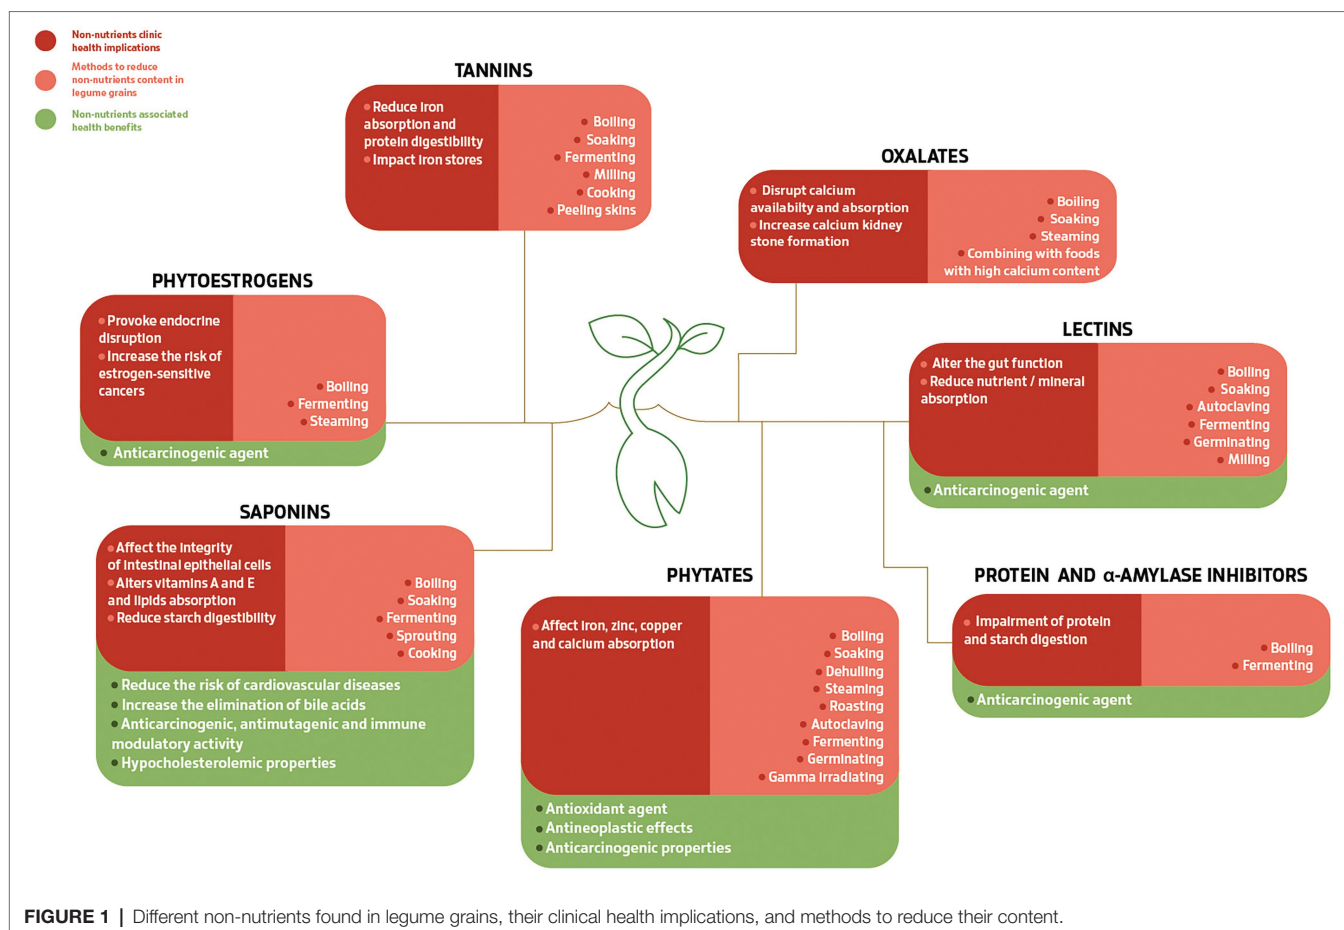 Non-nutrients clinic
health implications
Methods to reduce
non-nutrients content in
legume grains
Non-nutrients associated
health benefits
TANNINS
• Reduce iron
absorption and
protein digestibility
• Impact iron stores
• Boiling
• Soaking
• Fermenting
• Milling
• Cooking
• Peeling skins
OXALATES
• Disrupt calcium
availabilty and absorption
• Increase calcium kidney
stone formation
• Boiling
• Soaking
• Steaming
• Combining with foods
with high calcium content
PHYTOESTROGENS
• Provoke endocrine
disruption
• Increase the risk of
estrogen-sensitive
cancers
• Boiling
• Fermenting
• Steaming
• Anticarcinogenic agent
LECTINS
• Alter the gut function
• Reduce nutrient / mineral
absorption
• Boiling
• Soaking
• Autoclaving
• Fermenting
• Germinating
• Milling
• Anticarcinogenic agent
SAPONINS
• Affect the integrity
of intestinal epithelial cells
• Alters vitamins A and E
and lipids absorption
• Reduce starch digestibility
• Boiling
• Soaking
• Fermenting
• Sprouting
• Cooking
• Reduce the risk of cardiovascular diseases
• Increase the elimination of bile acids
• Anticarcinogenic, antimutagenic and immune
modulatory activity
• Hypocholesterolemic properties
PHYTATES
• Affect iron, zinc, copper
and calcium absorption
• Boiling
• Soaking
• Dehulling
• Steaming
• Roasting
• Autoclaving
• Fermenting
• Germinating
• Gamma irradiating
• Antioxidant agent
• Antineoplastic effects
• Anticarcinogenic properties
PROTEIN AND α-AMYLASE INHIBITORS
• Impairment of protein
and starch digestion
• Boiling
• Fermenting
• Anticarcinogenic agent
FIGURE 1 | Different non-nutrients found in legume grains, their clinical health implications, and methods to reduce their content.